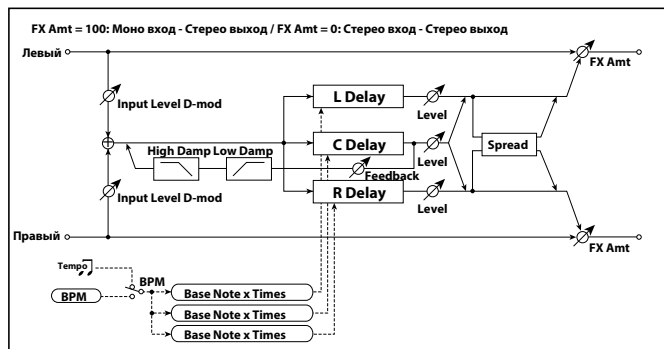 FX Amt = 100: Моно вход - Стерео выход / FX Amt = 0: Стерео вход - Стерео выход
Левый
FX Amt
Input Level D-mod
L Delay
Level
High Damp Low Damp
C Delay
Level
Spread
Feedback
Input Level D-mod
R Delay
Level
Правый
FX Amt
Tempo
BPM
BPM
Base Note x Times
Base Note x Times
Base Note x Times